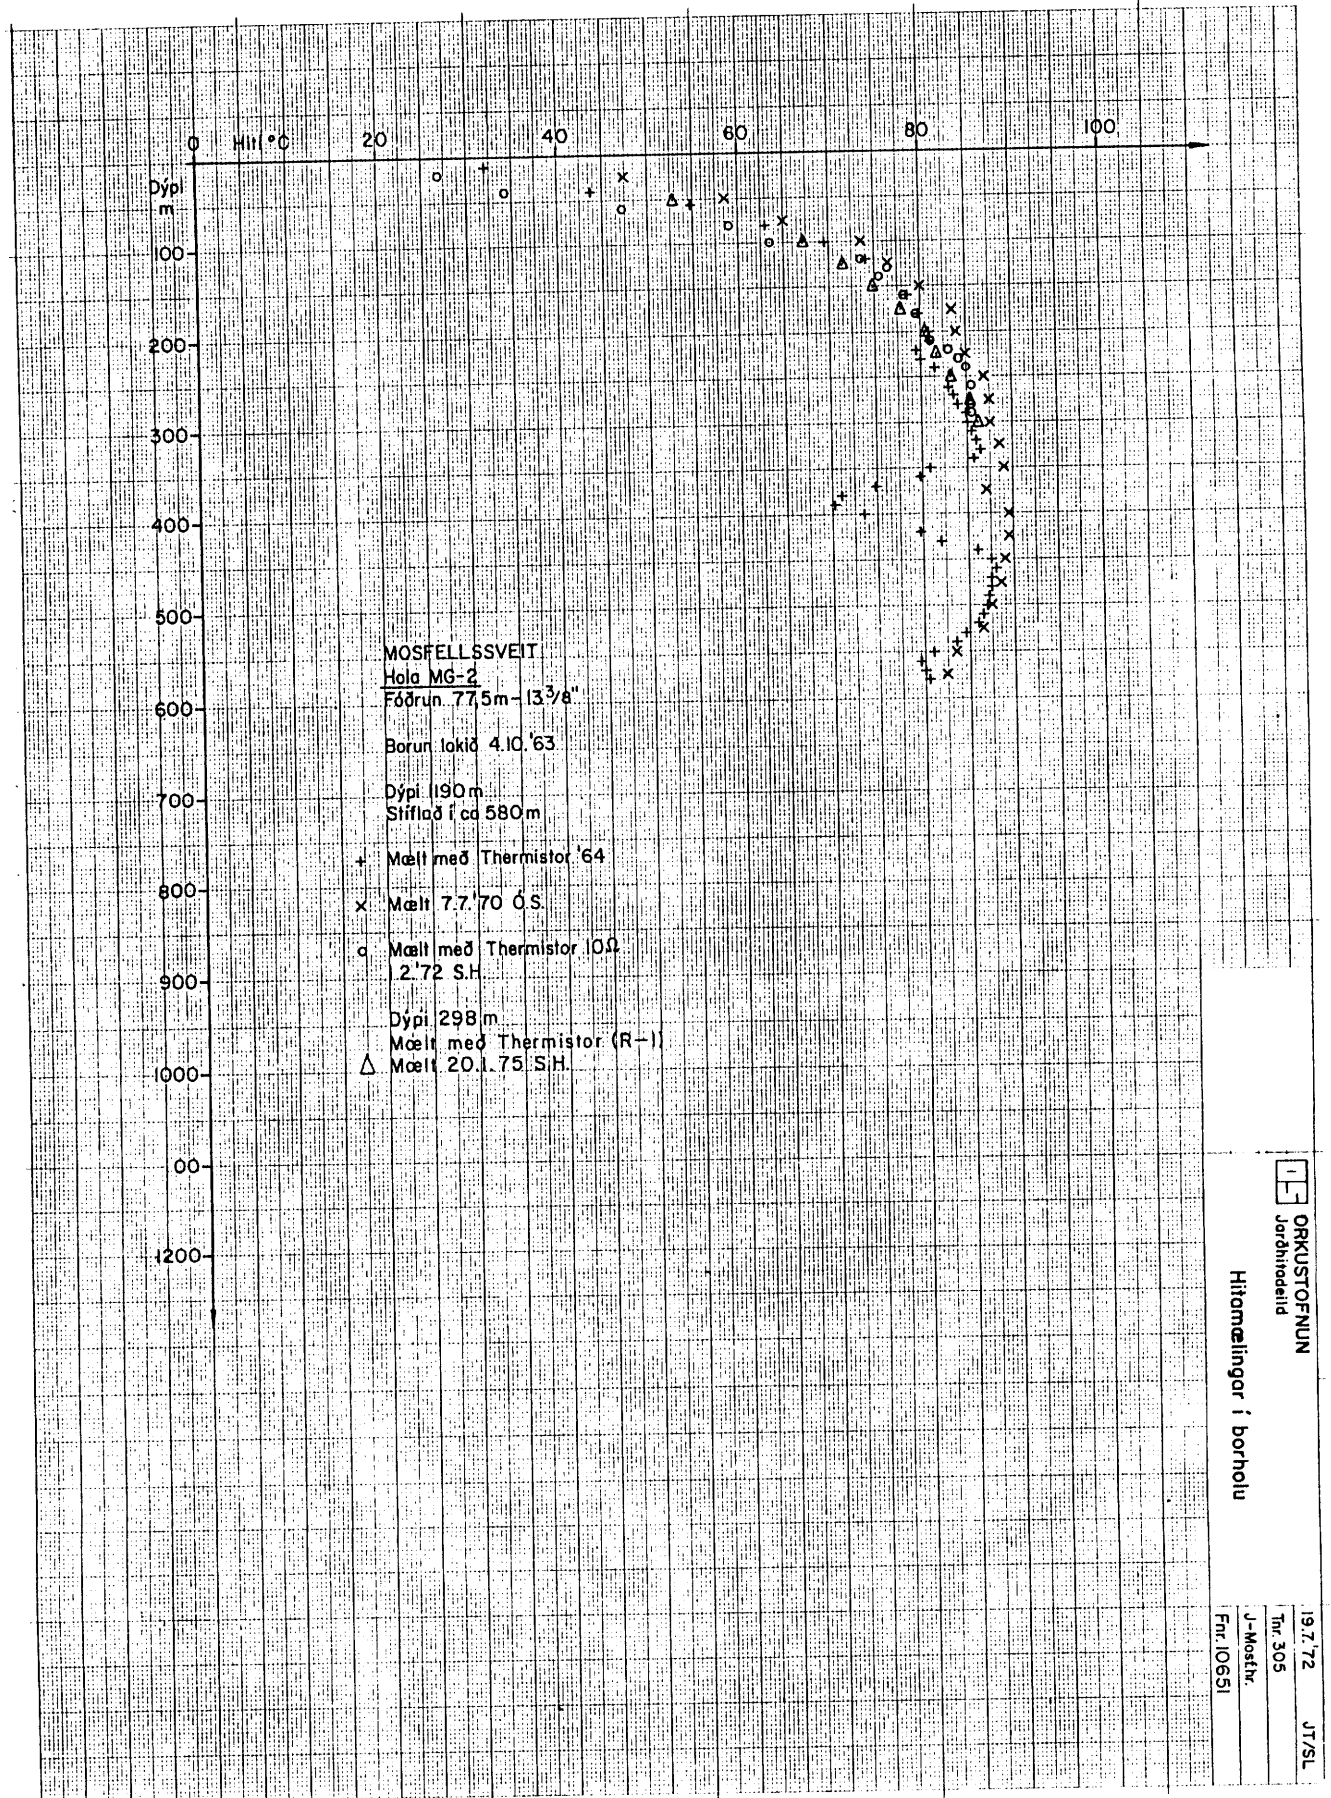 0 Hiti °C 20 40 60 80 100
Dýpi
m
100
200
300
400
500
600
700
800
900
1000
00
1200
MOSFELLSSVEIT
Hola MG-2
Fóðrun 77,5m - 13 3/8"
Borun lokið 4.10.'63
Dýpi 1190 m
Stíflað í ca 580 m
+ Mælt með Thermistor '64
x Mælt 7.7.'70 Ó.S.
o Mælt með Thermistor 10Ω
1.2.'72 S.H.
Dýpi 298 m
Mælt með Thermistor (R-1)
Δ Mælt 20.1.75 S.H.
ORKUSTOFNUN
Jarðhitadeild
Hitamælingar í borholu
19.7.'72 JT/SL
Tnr. 305
J-Mosfhr.
Fnr. 10651